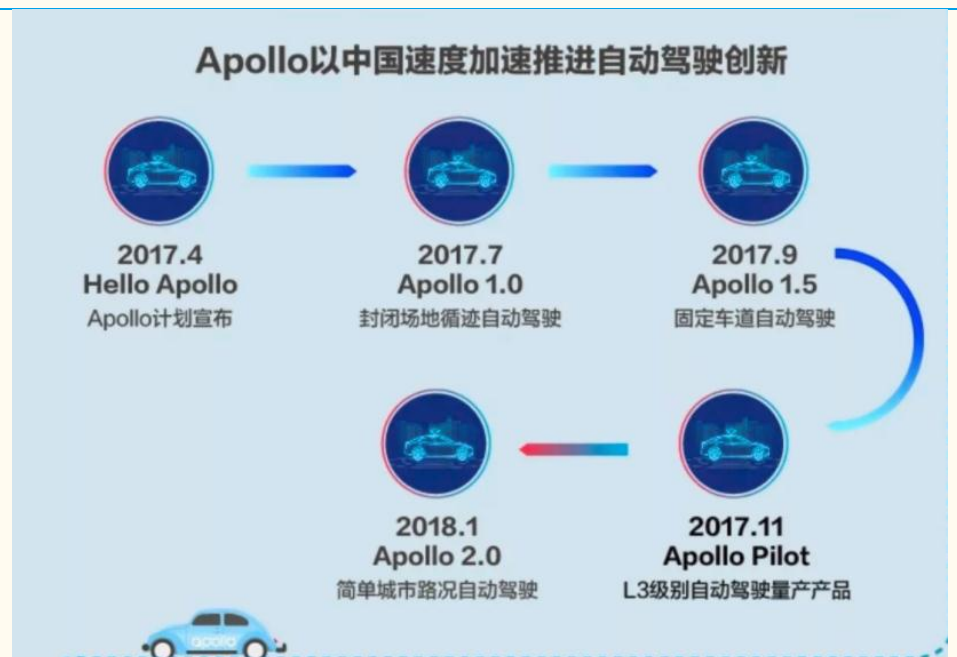 Apollo以中国速度加速推进自动驾驶创新
2017.4
Hello Apollo
Apollo计划宣布
2017.7
Apollo 1.0
封闭场地循迹自动驾驶
2017.9
Apollo 1.5
固定车道自动驾驶
2017.11
Apollo Pilot
L3级别自动驾驶量产产品
2018.1
Apollo 2.0
简单城市路况自动驾驶
apollo